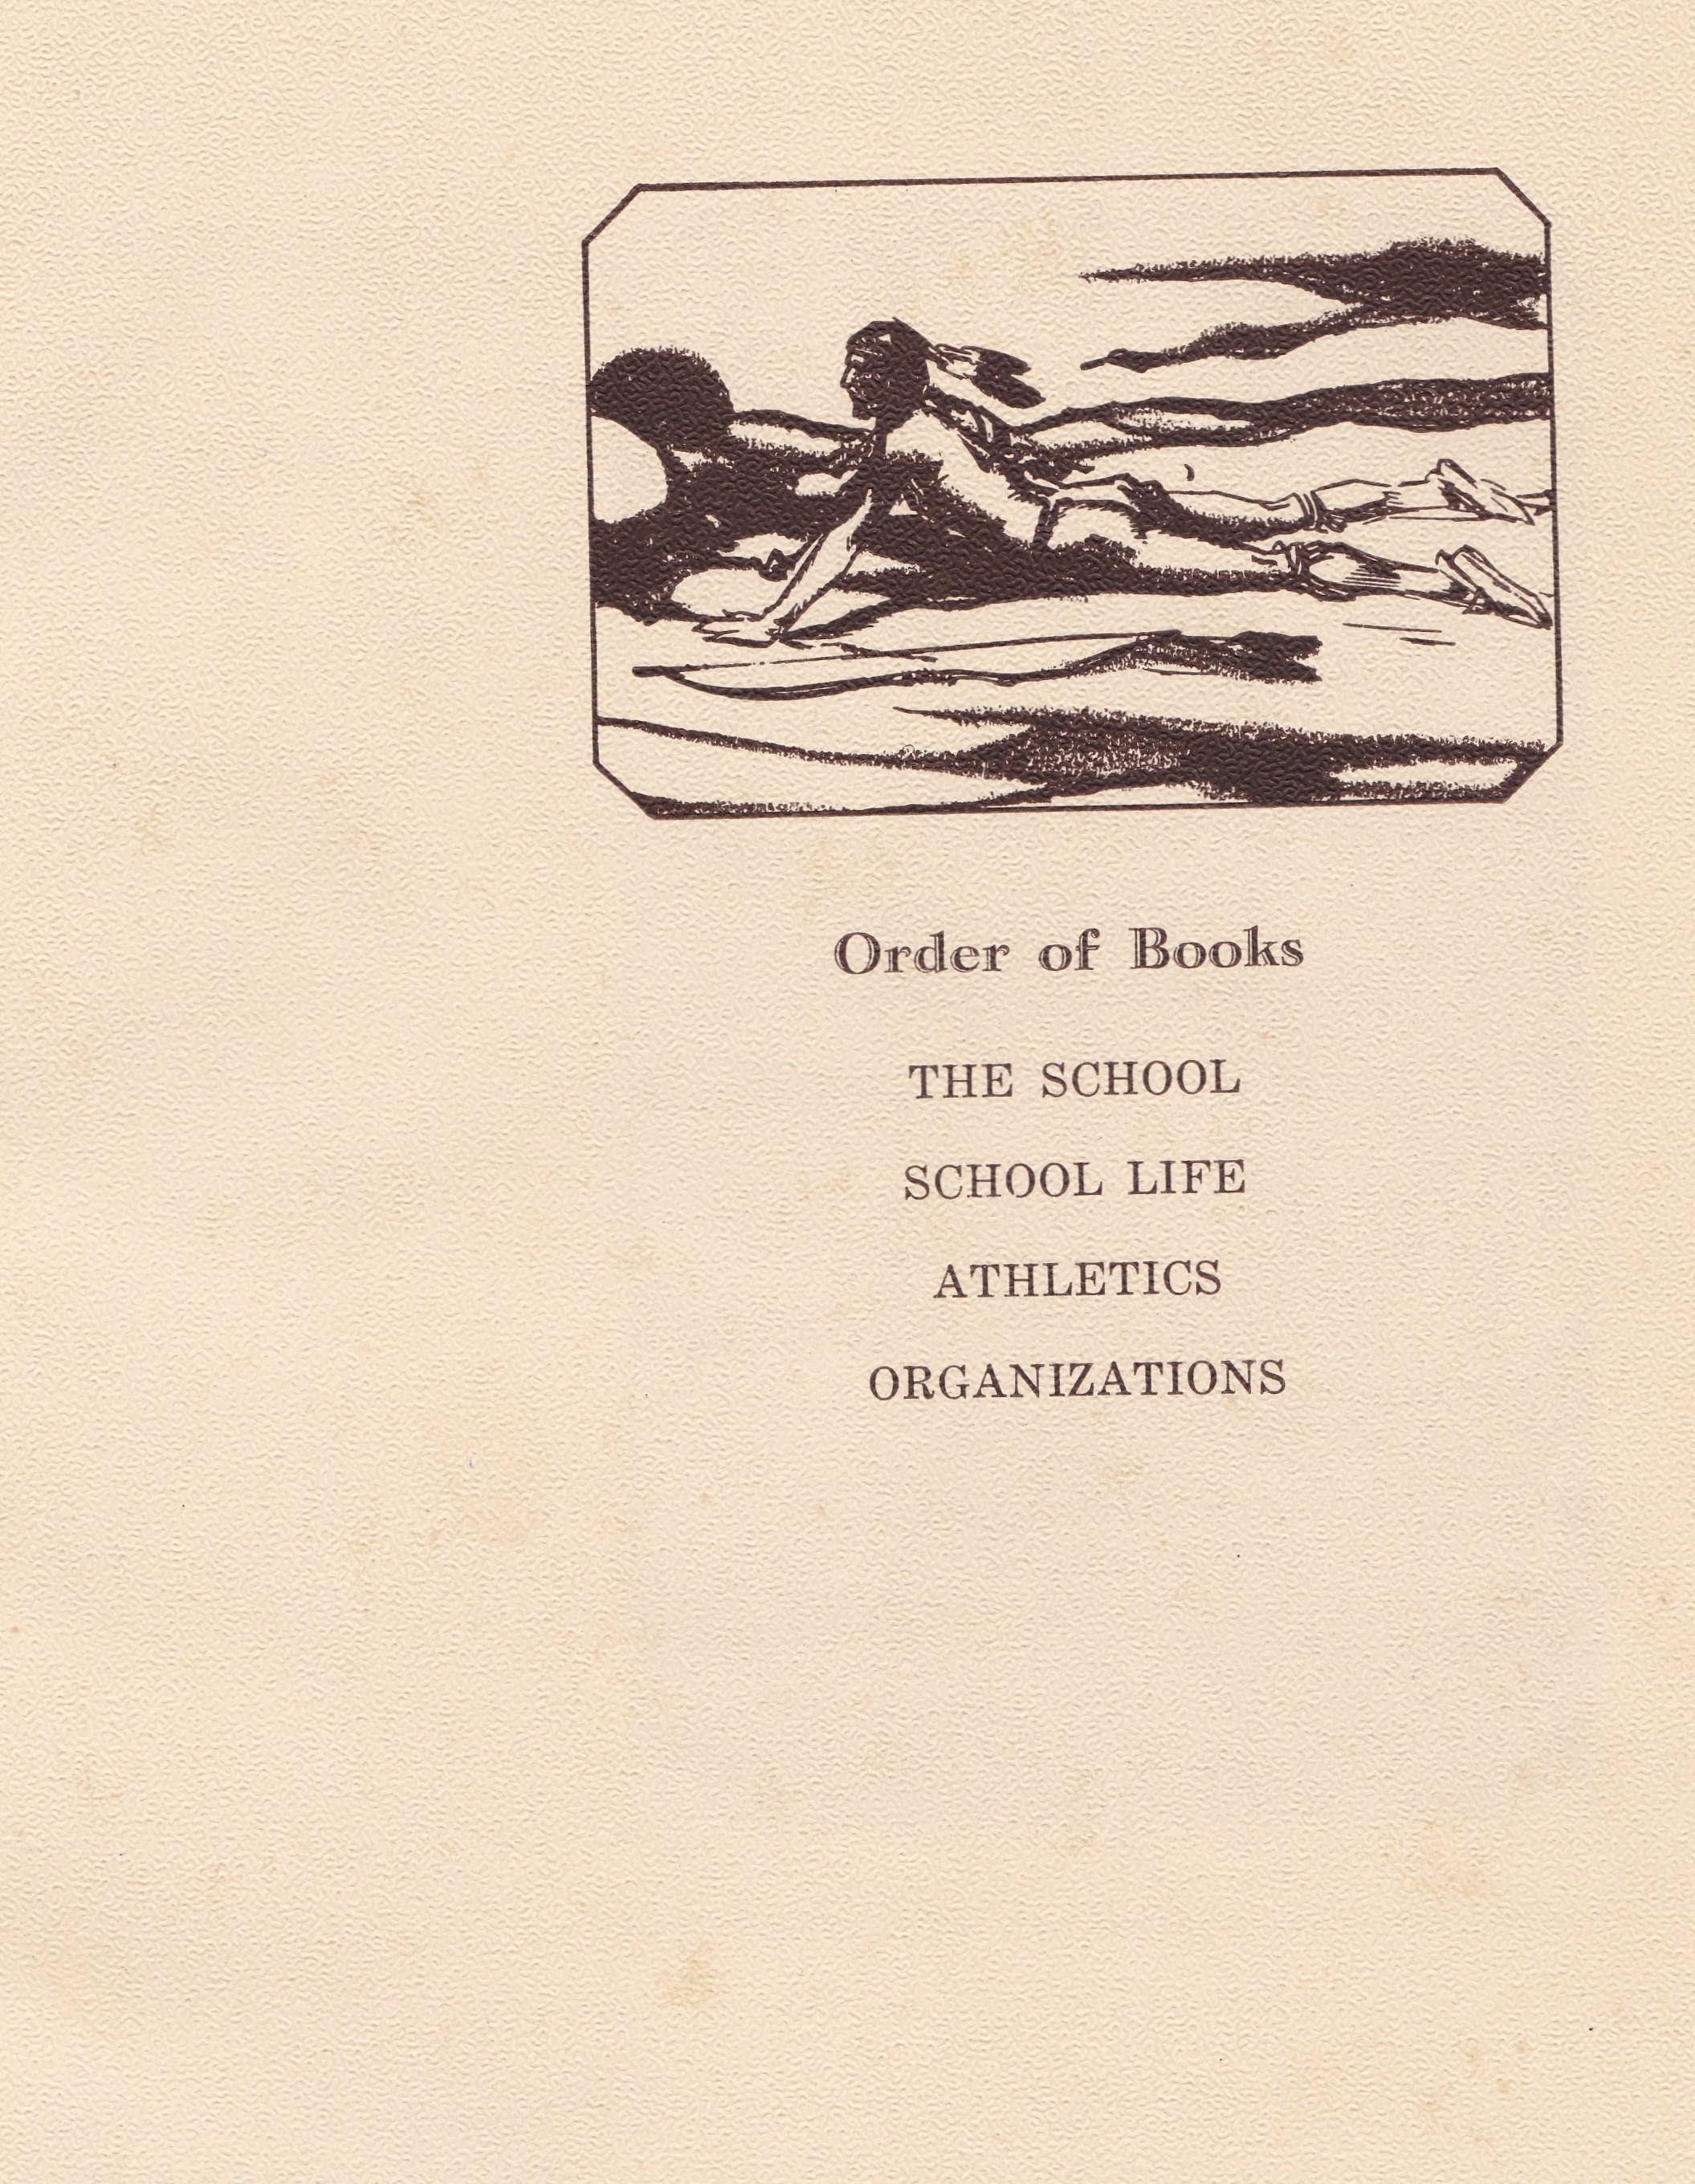 Order of Books
THE SCHOOL
SCHOOL LIFE
ATHLETICS
ORGANIZATIONS